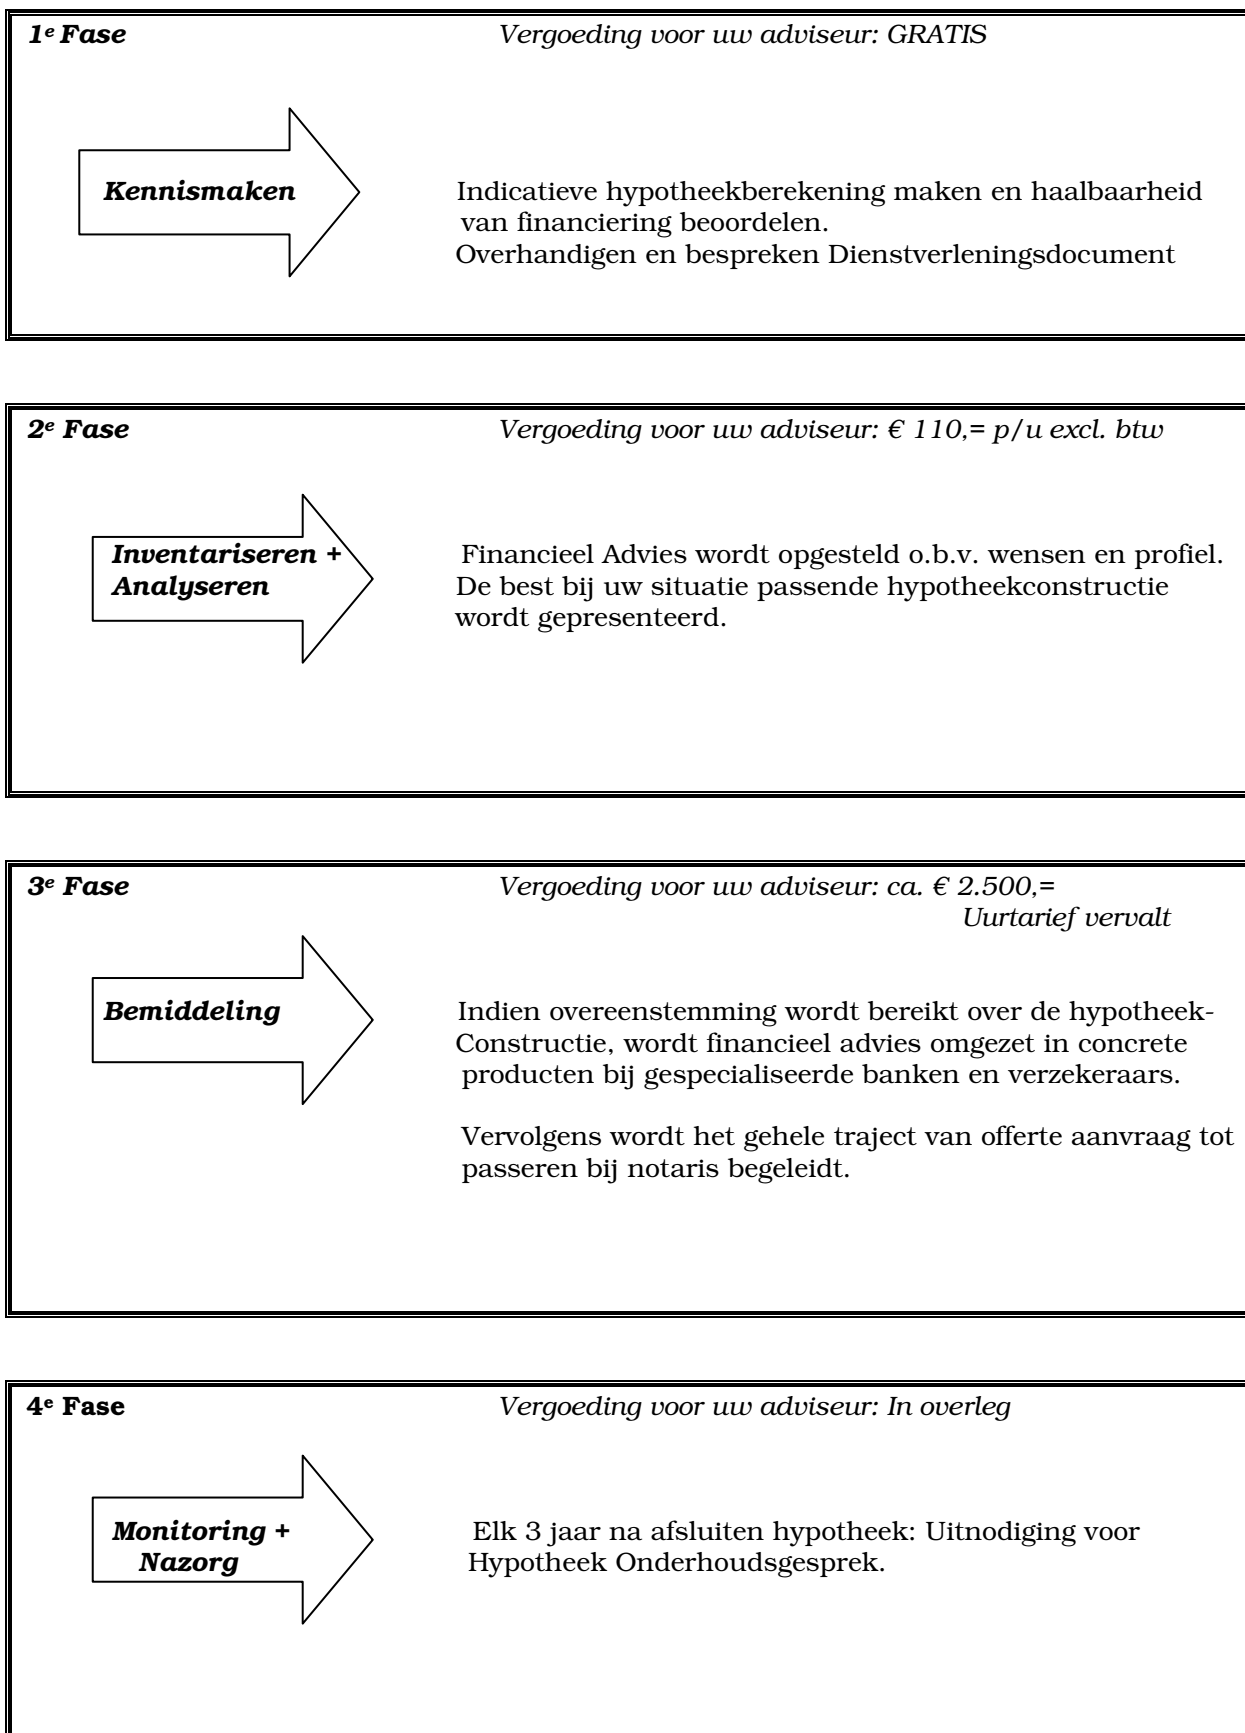 1e Fase Vergoeding voor uw adviseur: GRATIS
Kennismaken Indicatieve hypotheekberekening maken en haalbaarheid
van financiering beoordelen.
Overhandigen en bespreken Dienstverleningsdocument
2e Fase Vergoeding voor uw adviseur: € 110,= p/u excl. btw
Inventariseren + Financieel Advies wordt opgesteld o.b.v. wensen en profiel.
Analyseren De best bij uw situatie passende hypotheekconstructie
wordt gepresenteerd.
3e Fase Vergoeding voor uw adviseur: ca. € 2.500,=
Uurtarief vervalt
Bemiddeling Indien overeenstemming wordt bereikt over de hypotheek-
Constructie, wordt financieel advies omgezet in concrete
producten bij gespecialiseerde banken en verzekeraars.
Vervolgens wordt het gehele traject van offerte aanvraag tot
passeren bij notaris begeleidt.
4e Fase Vergoeding voor uw adviseur: In overleg
Monitoring + Elk 3 jaar na afsluiten hypotheek: Uitnodiging voor
Nazorg Hypotheek Onderhoudsgesprek.